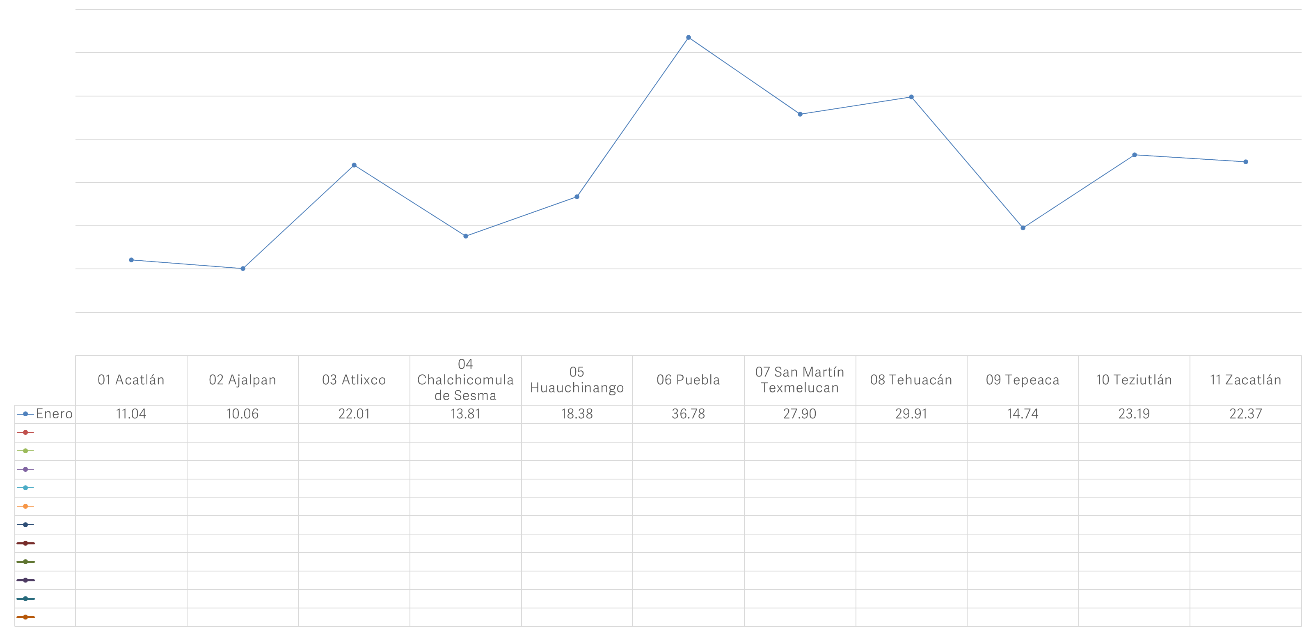 01 Acatlán
02 Ajalpan
03 Atlixco
04
Chalchicomula
de Sesma
05
Huauchinango
06 Puebla
07 San Martín
Texmelucan
08 Tehuacán
09 Tepeaca
10 Teziutlán
11 Zacatlán
Enero 11.04 10.06 22.01 13.81 18.38 36.78 27.90 29.91 14.74 23.19 22.37